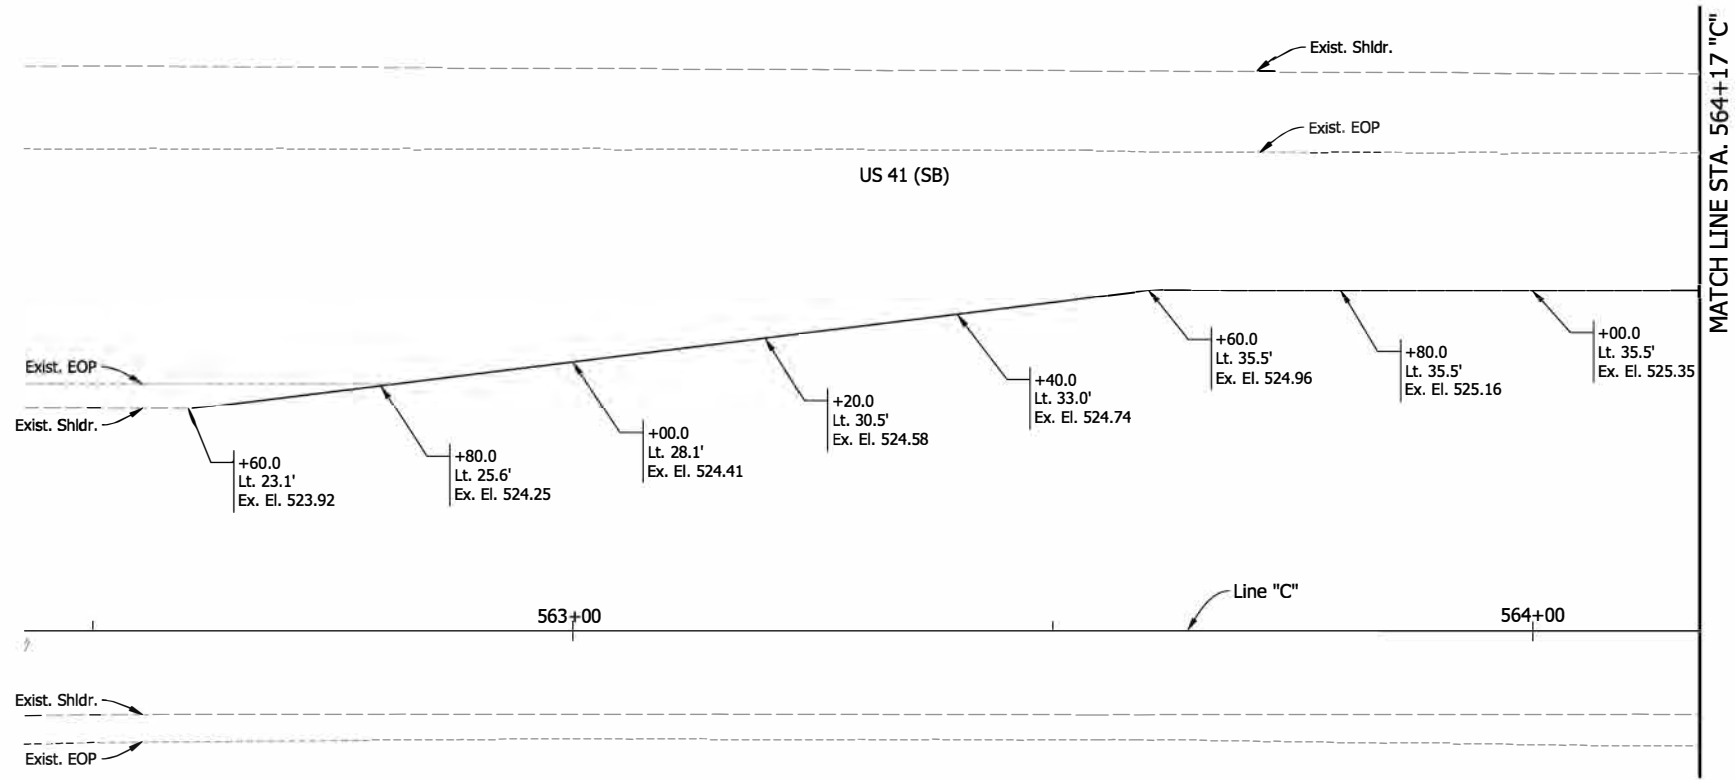 Exist. Shldr.
Exist. EOP
US 41 (SB)
MATCH LINE STA. 564+17 "C"
Exist. EOP
Exist. Shldr.
+60.0
Lt. 23.1'
Ex. El. 523.92
+80.0
Lt. 25.6'
Ex. El. 524.25
+00.0
Lt. 28.1'
Ex. El. 524.41
+20.0
Lt. 30.5'
Ex. El. 524.58
+40.0
Lt. 33.0'
Ex. El. 524.74
+60.0
Lt. 35.5'
Ex. El. 524.96
+80.0
Lt. 35.5'
Ex. El. 525.16
+00.0
Lt. 35.5'
Ex. El. 525.35
Line "C"
563+00
564+00
Exist. Shldr.
Exist. EOP